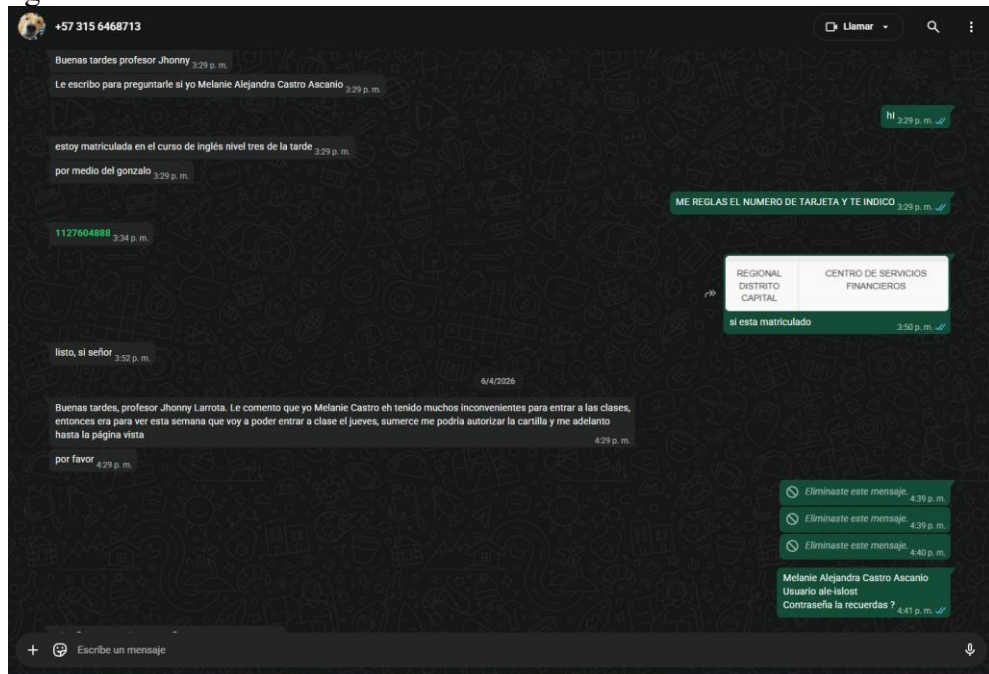 +57 315 6468713
Llamar
Buenas tardes profesor Jhonny 3:29 p. m.
Le escribo para preguntarle si yo Melanie Alejandra Castro Ascanio 3:29 p. m.
hI 3:29 p. m.
estoy matriculada en el curso de inglés nivel tres de la tarde 3:29 p. m.
por medio del gonzalo 3:29 p. m.
ME REGLAS EL NUMERO DE TARJETA Y TE INDICO 3:29 p. m.
1127604888 3:34 p. m.
REGIONAL DISTRITO CAPITAL
CENTRO DE SERVICIOS FINANCIEROS
si esta matriculado 3:50 p. m.
listo, si señor 3:52 p. m.
6/4/2026
Buenas tardes, profesor Jhonny Larrota. Le comento que yo Melanie Castro eh tenido muchos inconvenientes para entrar a las clases,
entonces era para ver esta semana que voy a poder entrar a clase el jueves, sumerce me podría autorizar la cartilla y me adelanto
hasta la página vista 4:29 p. m.
por favor 4:29 p. m.
Eliminaste este mensaje. 4:39 p. m.
Eliminaste este mensaje. 4:39 p. m.
Eliminaste este mensaje. 4:40 p. m.
Melanie Alejandra Castro Ascanio
Usuario ale-islost
Contraseña la recuerdas ? 4:41 p. m.
Escribe un mensaje